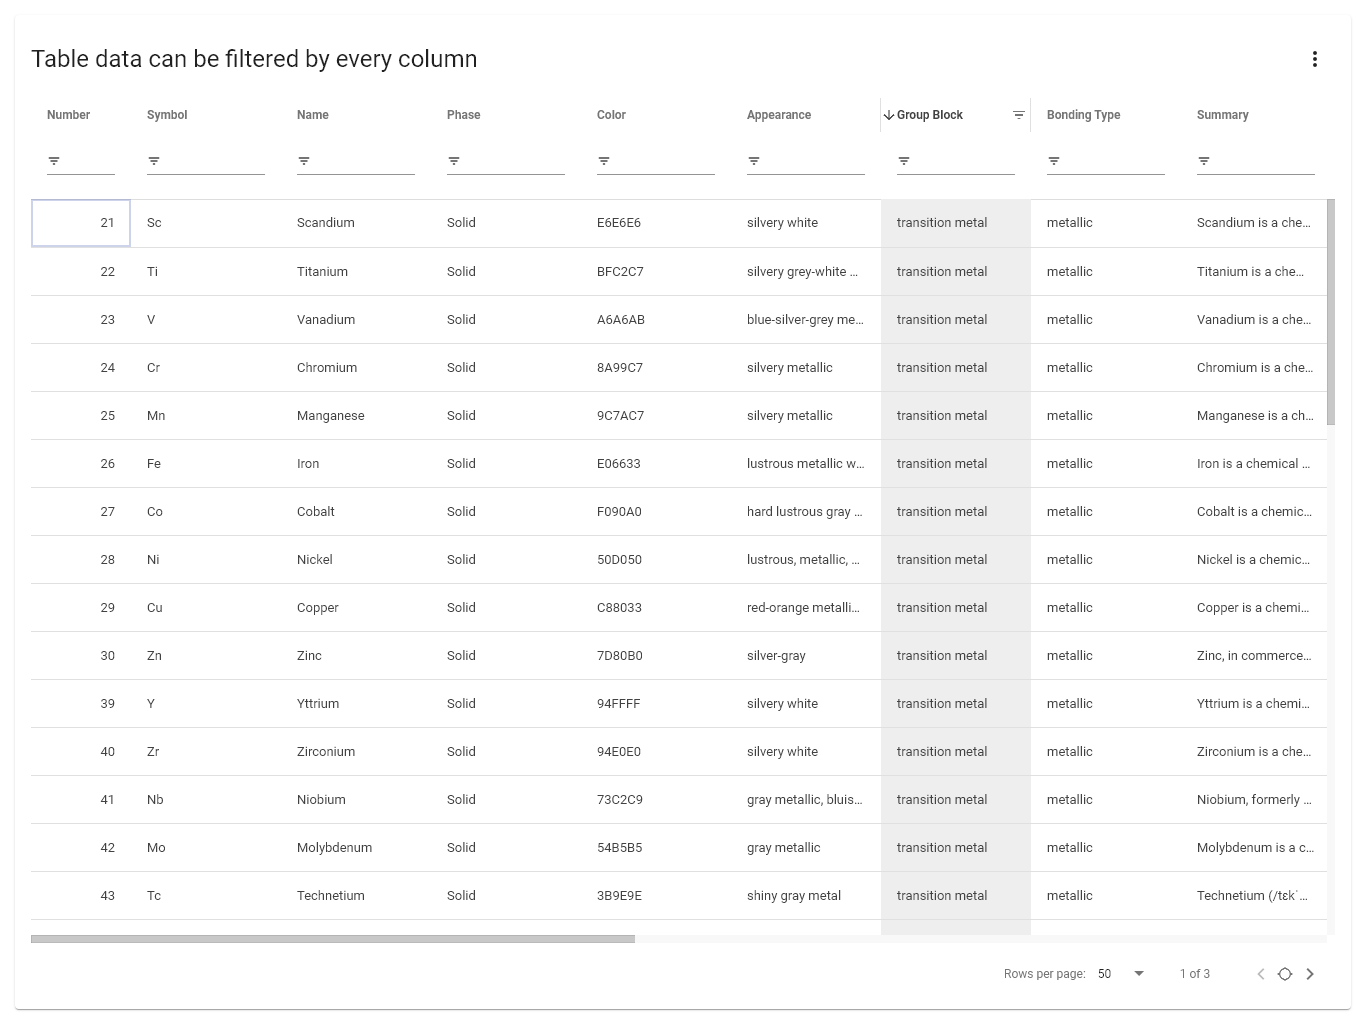 Table data can be filtered by every column
Number Symbol Name Phase Color Appearance Group Block Bonding Type Summary
21 Sc Scandium Solid E6E6E6 silvery white transition metal metallic Scandium is a che…
22 Ti Titanium Solid BFC2C7 silvery grey-white … transition metal metallic Titanium is a che…
23 V Vanadium Solid A6A6AB blue-silver-grey me… transition metal metallic Vanadium is a che…
24 Cr Chromium Solid 8A99C7 silvery metallic transition metal metallic Chromium is a che…
25 Mn Manganese Solid 9C7AC7 silvery metallic transition metal metallic Manganese is a ch…
26 Fe Iron Solid E06633 lustrous metallic w… transition metal metallic Iron is a chemical …
27 Co Cobalt Solid F090A0 hard lustrous gray … transition metal metallic Cobalt is a chemic…
28 Ni Nickel Solid 50D050 lustrous, metallic, … transition metal metallic Nickel is a chemic…
29 Cu Copper Solid C88033 red-orange metalli… transition metal metallic Copper is a chemi…
30 Zn Zinc Solid 7D80B0 silver-gray transition metal metallic Zinc, in commerce…
39 Y Yttrium Solid 94FFFF silvery white transition metal metallic Yttrium is a chemi…
40 Zr Zirconium Solid 94E0E0 silvery white transition metal metallic Zirconium is a che…
41 Nb Niobium Solid 73C2C9 gray metallic, bluis… transition metal metallic Niobium, formerly …
42 Mo Molybdenum Solid 54B5B5 gray metallic transition metal metallic Molybdenum is a c…
43 Tc Technetium Solid 3B9E9E shiny gray metal transition metal metallic Technetium (/tɛkˈ…
Rows per page: 50 1 of 3